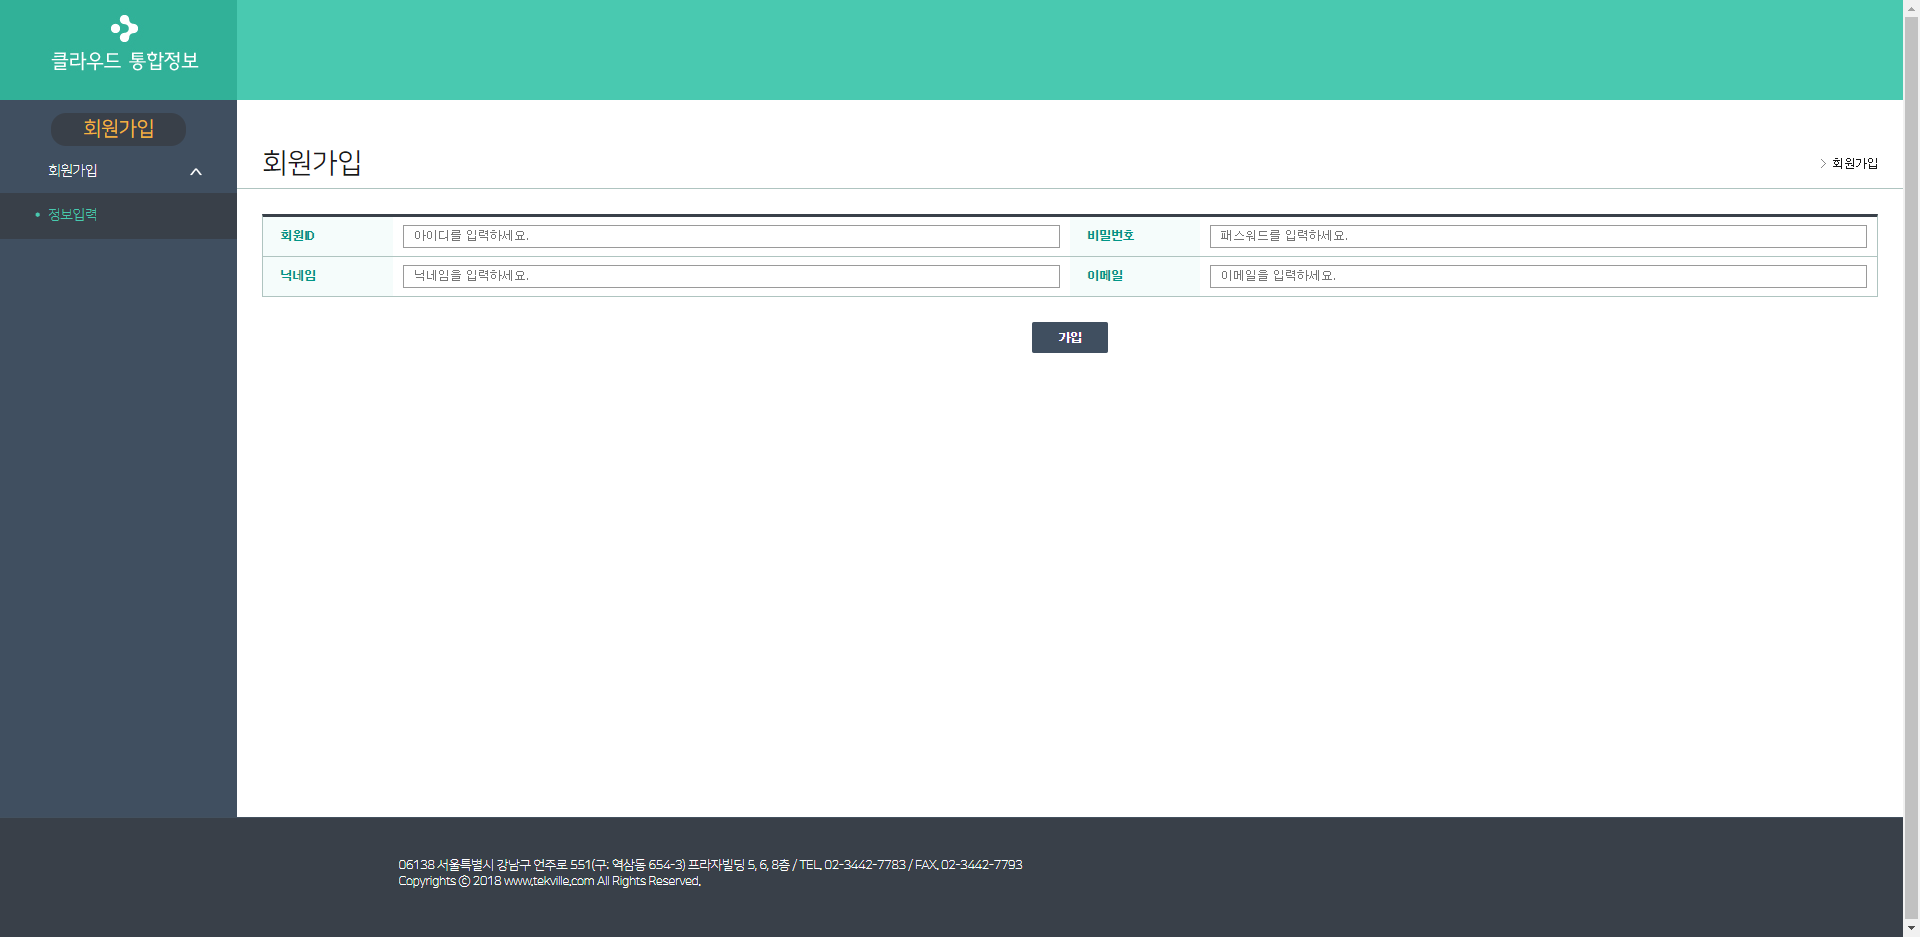 클라우드 통합정보
회원가입
회원가입
정보입력
회원가입
회원가입
회원ID
아이디를 입력하세요.
비밀번호
패스워드를 입력하세요.
닉네임
닉네임을 입력하세요.
이메일
이메일을 입력하세요.
가입
06138 서울특별시 강남구 언주로 551(구: 역삼동 654-3) 프라자빌딩 5, 6, 8층 / TEL. 02-3442-7783 / FAX. 02-3442-7793
Copyrights ⓒ 2018 www.tekville.com All Rights Reserved.